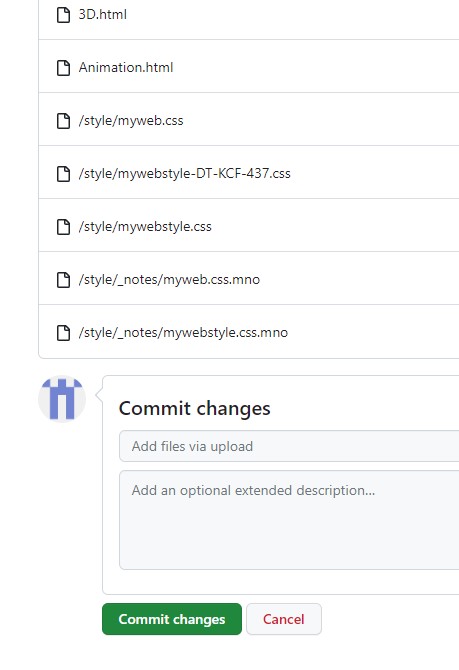 3D.html
Animation.html
/style/myweb.css
/style/mywebstyle-DT-KCF-437.css
/style/mywebstyle.css
/style/_notes/myweb.css.mno
/style/_notes/mywebstyle.css.mno
Commit changes
Add files via upload
Add an optional extended description...
Commit changes
Cancel